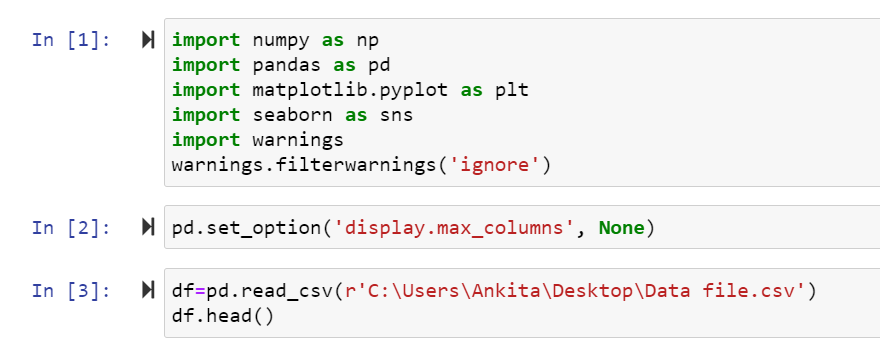 In [1]:
import numpy as np
import pandas as pd
import matplotlib.pyplot as plt
import seaborn as sns
import warnings
warnings.filterwarnings('ignore')
In [2]:
pd.set_option('display.max_columns', None)
In [3]:
df=pd.read_csv(r'C:\Users\Ankita\Desktop\Data file.csv')
df.head()